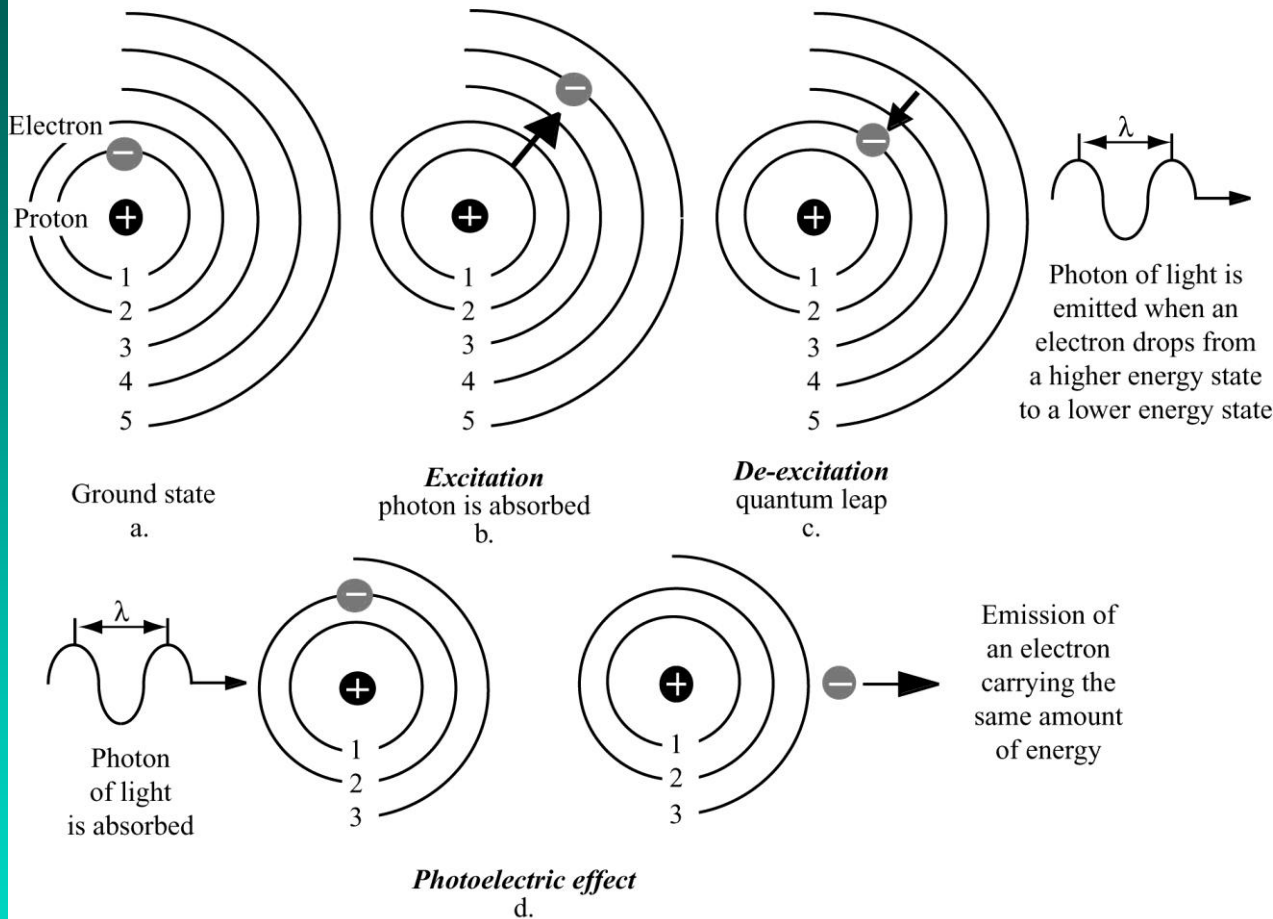 Electron
−
Proton
+
1
2
3
4
5
Ground state
a.
−
+
1
2
3
4
5
Excitation
photon is absorbed
b.
−
+
1
2
3
4
5
De-excitation
quantum leap
c.
λ
Photon of light is
emitted when an
electron drops from
a higher energy state
to a lower energy state
λ
Photon
of light
is absorbed
−
+
1
2
3
+
1
2
3
−
Emission of
an electron
carrying the
same amount
of energy
Photoelectric effect
d.